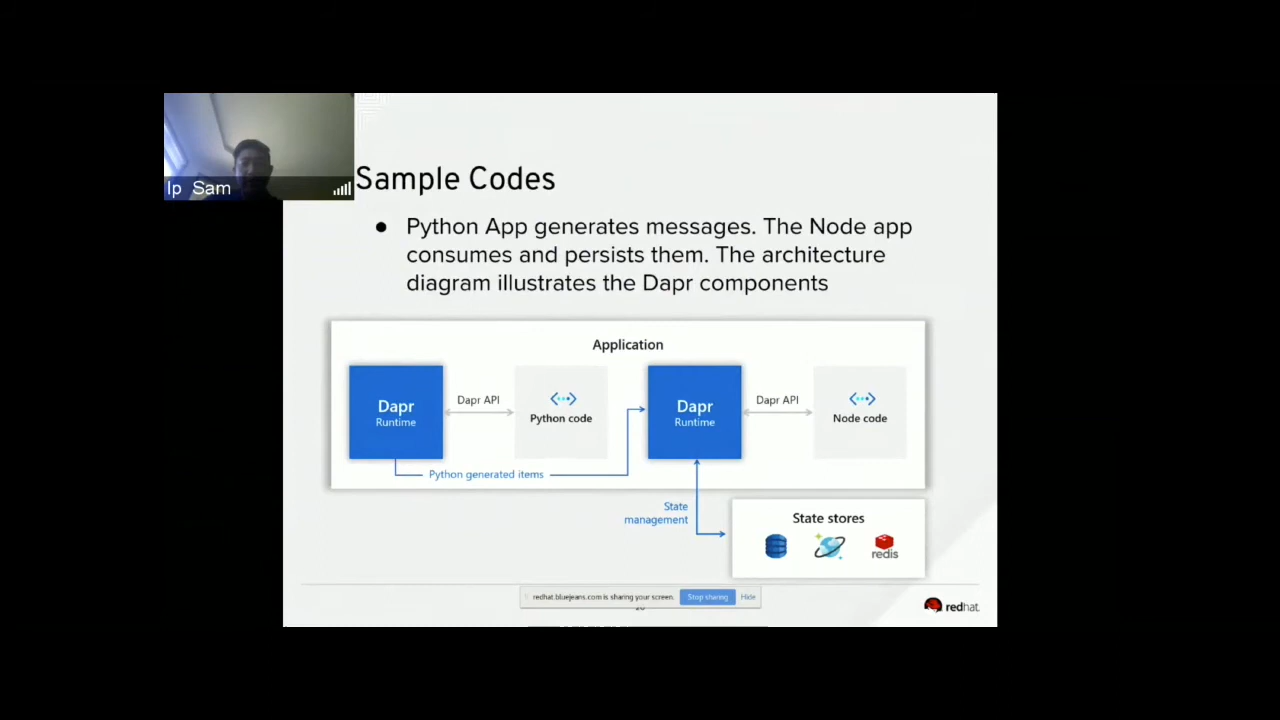 Ip Sam
Sample Codes
● Python App generates messages. The Node app
consumes and persists them. The architecture
diagram illustrates the Dapr components
Application
Dapr
Runtime
Dapr API
Python code
Dapr
Runtime
Dapr API
Node code
Python generated items
State
management
State stores
redis
redhat.bluejeans.com is sharing your screen.
Stop sharing
Hide
redhat.